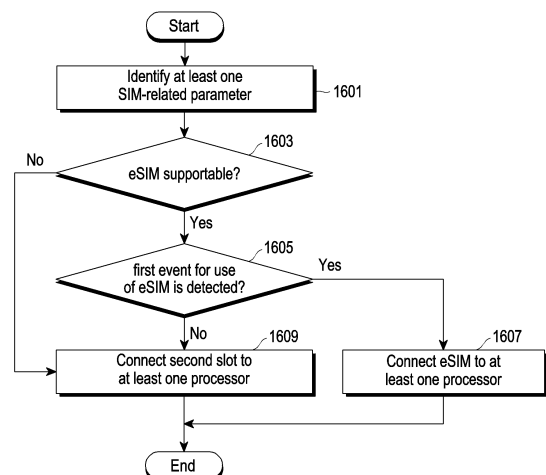 Start
Identify at least one
SIM-related parameter
1601
1603
No
eSIM supportable?
Yes
1605
first event for use
of eSIM is detected?
Yes
No
1609
Connect second slot to
at least one processor
1607
Connect eSIM to at
least one processor
End